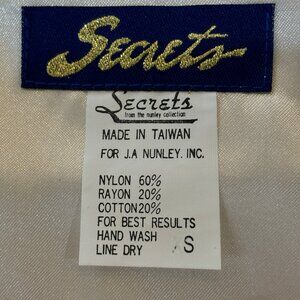 Secrets
Secrets
from the nunley collection
MADE IN TAIWAN
FOR J.A NUNLEY. INC.
NYLON 60%
RAYON 20%
COTTON20%
FOR BEST RESULTS
HAND WASH
LINE DRY S